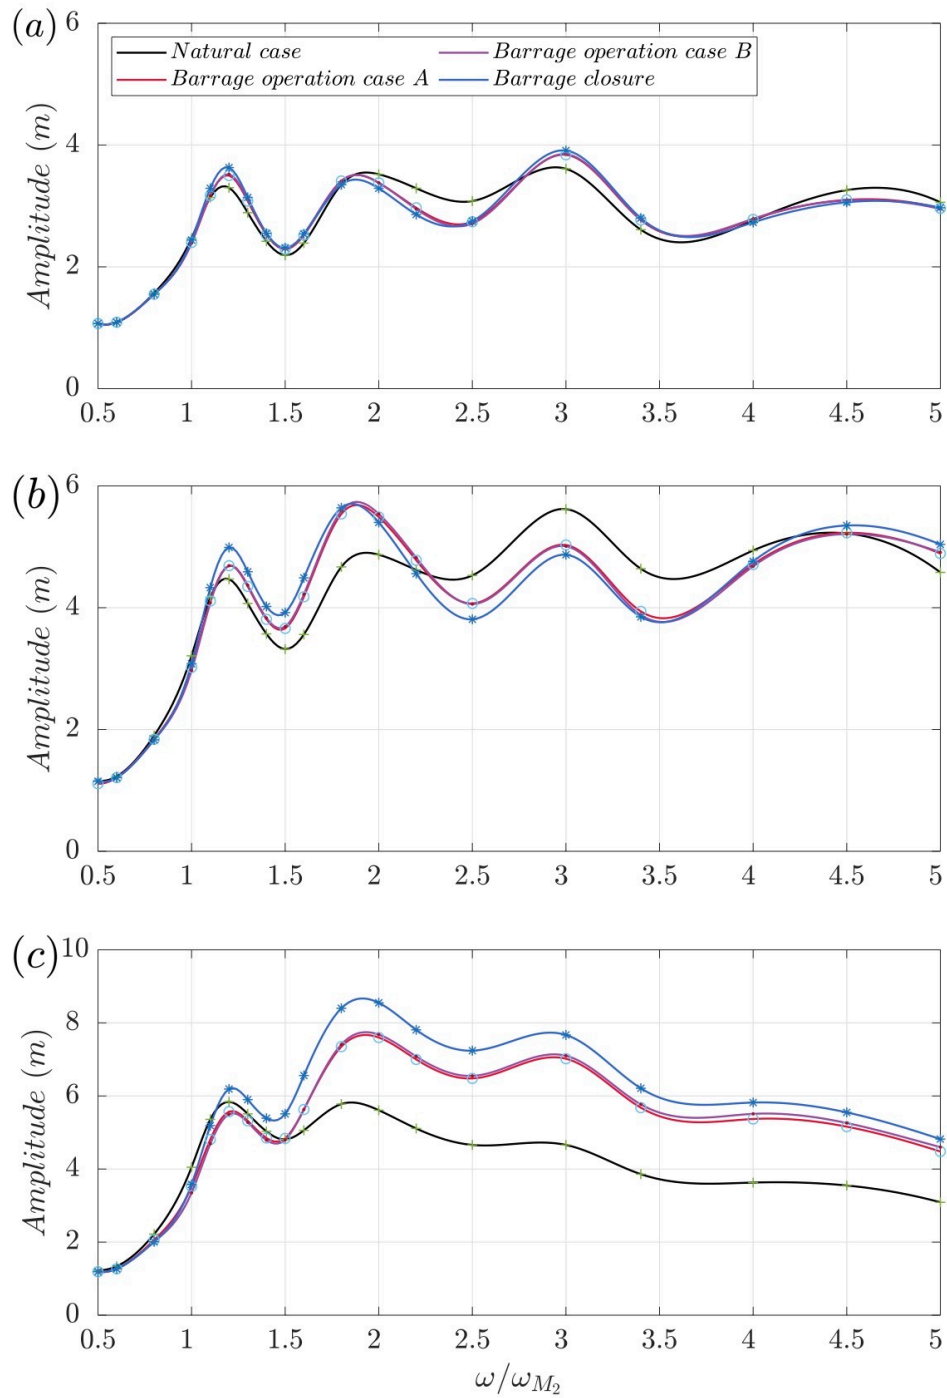 (a)
6
4
2
0
Amplitude (m)
Natural case
Barrage operation case A
Barrage operation case B
Barrage closure
0.5 1 1.5 2 2.5 3 3.5 4 4.5 5
(b)
6
4
2
0
Amplitude (m)
0.5 1 1.5 2 2.5 3 3.5 4 4.5 5
(c)
10
8
6
4
2
0
Amplitude (m)
0.5 1 1.5 2 2.5 3 3.5 4 4.5 5
ω/ω_{M_2}